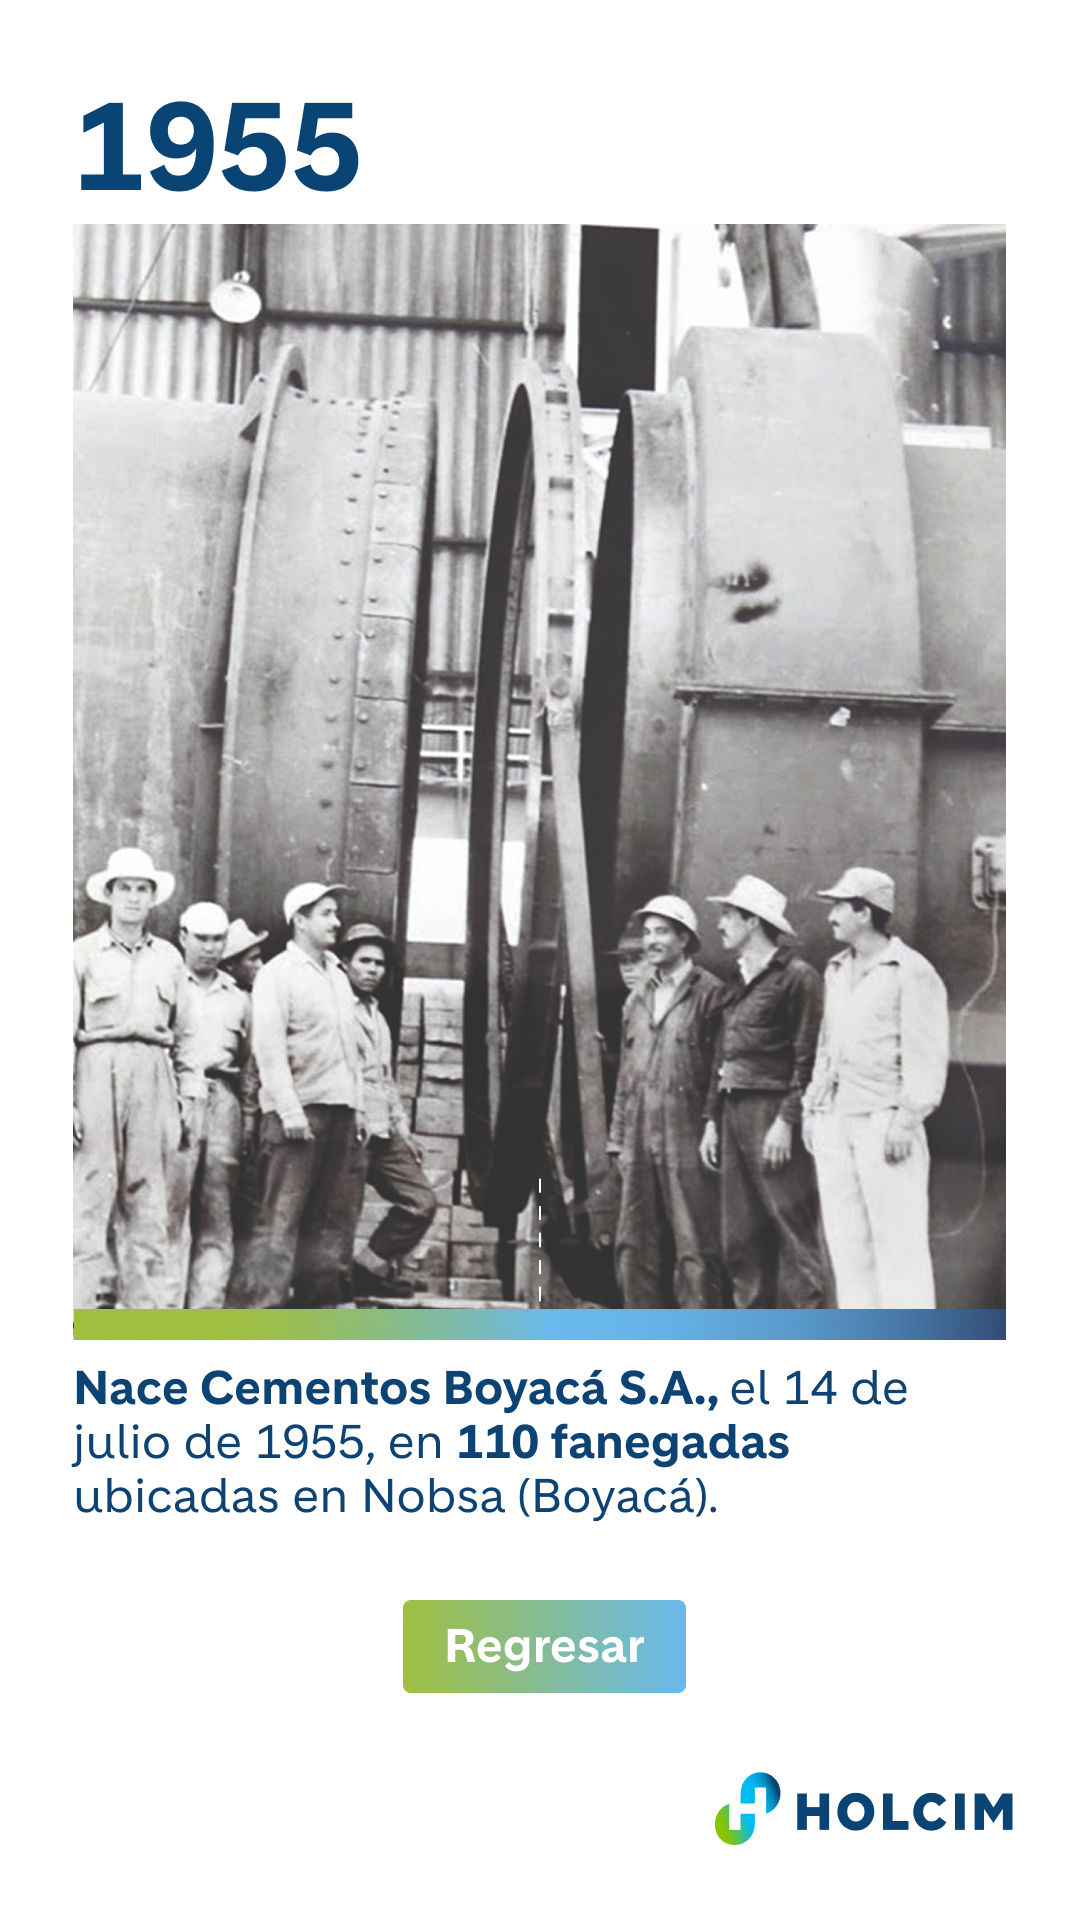 1955
Nace Cementos Boyacá S.A., el 14 de
julio de 1955, en 110 fanegadas
ubicadas en Nobsa (Boyacá).
Regresar
HOLCIM